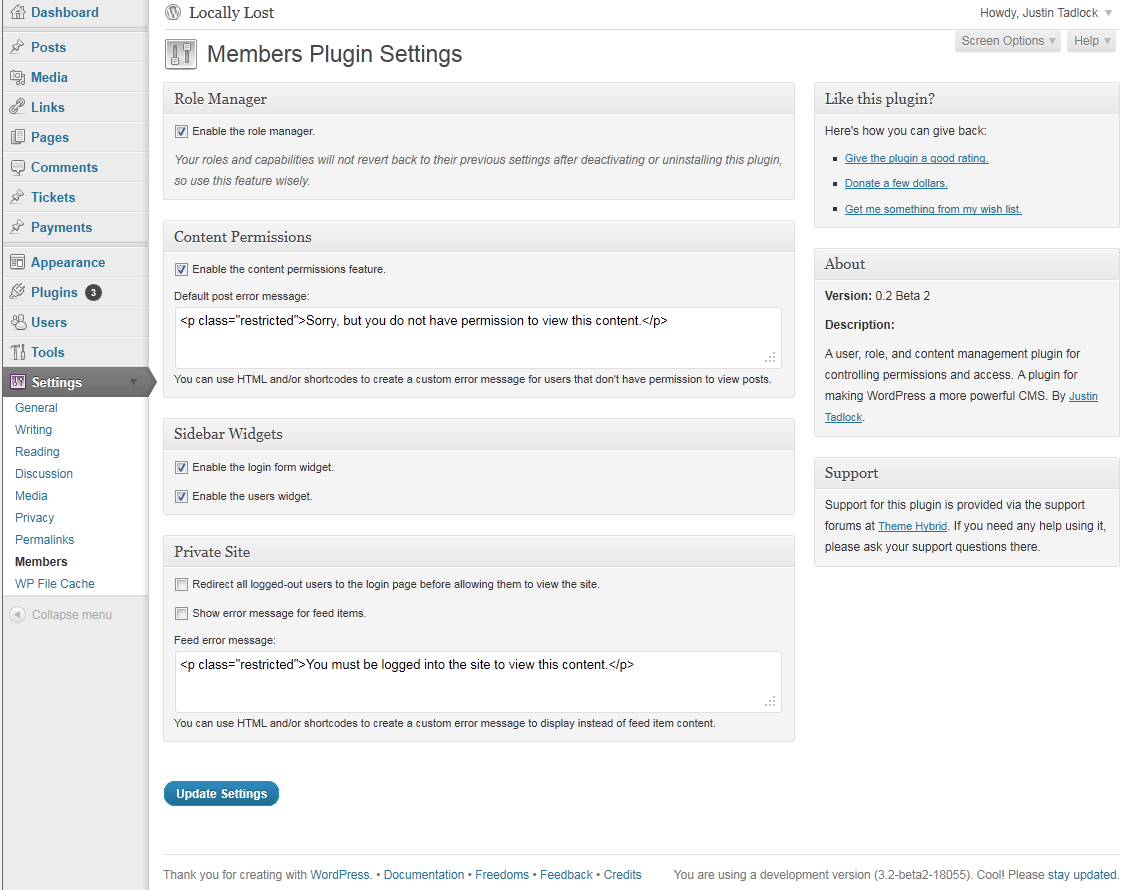 Dashboard
Posts
Media
Links
Pages
Comments
Tickets
Payments
Appearance
Plugins 3
Users
Tools
Settings
General
Writing
Reading
Discussion
Media
Privacy
Permalinks
Members
WP File Cache
Collapse menu
Locally Lost
Howdy, Justin Tadlock
Screen Options
Help
Members Plugin Settings
Role Manager
Enable the role manager.
Your roles and capabilities will not revert back to their previous settings after deactivating or uninstalling this plugin,
so use this feature wisely.
Content Permissions
Enable the content permissions feature.
Default post error message:
<p class="restricted">Sorry, but you do not have permission to view this content.</p>
You can use HTML and/or shortcodes to create a custom error message for users that don't have permission to view posts.
Sidebar Widgets
Enable the login form widget.
Enable the users widget.
Private Site
Redirect all logged-out users to the login page before allowing them to view the site.
Show error message for feed items.
Feed error message:
<p class="restricted">You must be logged into the site to view this content.</p>
You can use HTML and/or shortcodes to create a custom error message to display instead of feed item content.
Update Settings
Like this plugin?
Here's how you can give back:
Give the plugin a good rating.
Donate a few dollars.
Get me something from my wish list.
About
Version: 0.2 Beta 2
Description:
A user, role, and content management plugin for
controlling permissions and access. A plugin for
making WordPress a more powerful CMS. By Justin
Tadlock.
Support
Support for this plugin is provided via the support
forums at Theme Hybrid. If you need any help using it,
please ask your support questions there.
Thank you for creating with WordPress. • Documentation • Freedoms • Feedback • Credits
You are using a development version (3.2-beta2-18055). Cool! Please stay updated.